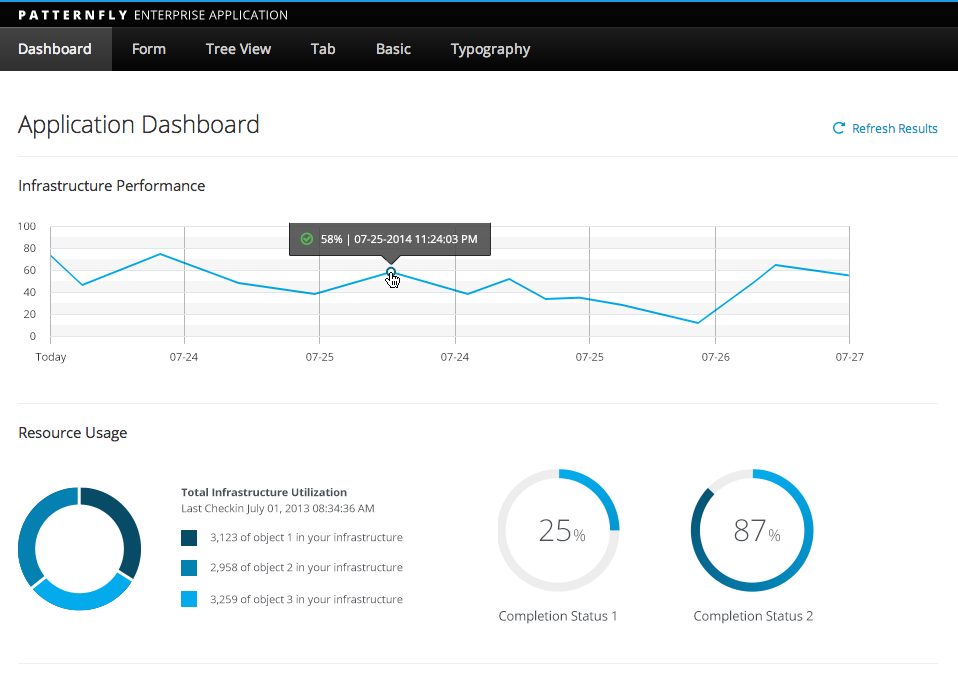 PATTERNFLY ENTERPRISE APPLICATION
Dashboard Form Tree View Tab Basic Typography
Application Dashboard
Refresh Results
Infrastructure Performance
100
80
60
40
20
0
58% | 07-25-2014 11:24:03 PM
Today 07-24 07-25 07-24 07-25 07-26 07-27
Resource Usage
Total Infrastructure Utilization
Last Checkin July 01, 2013 08:34:36 AM
3,123 of object 1 in your infrastructure
2,958 of object 2 in your infrastructure
3,259 of object 3 in your infrastructure
25%
Completion Status 1
87%
Completion Status 2